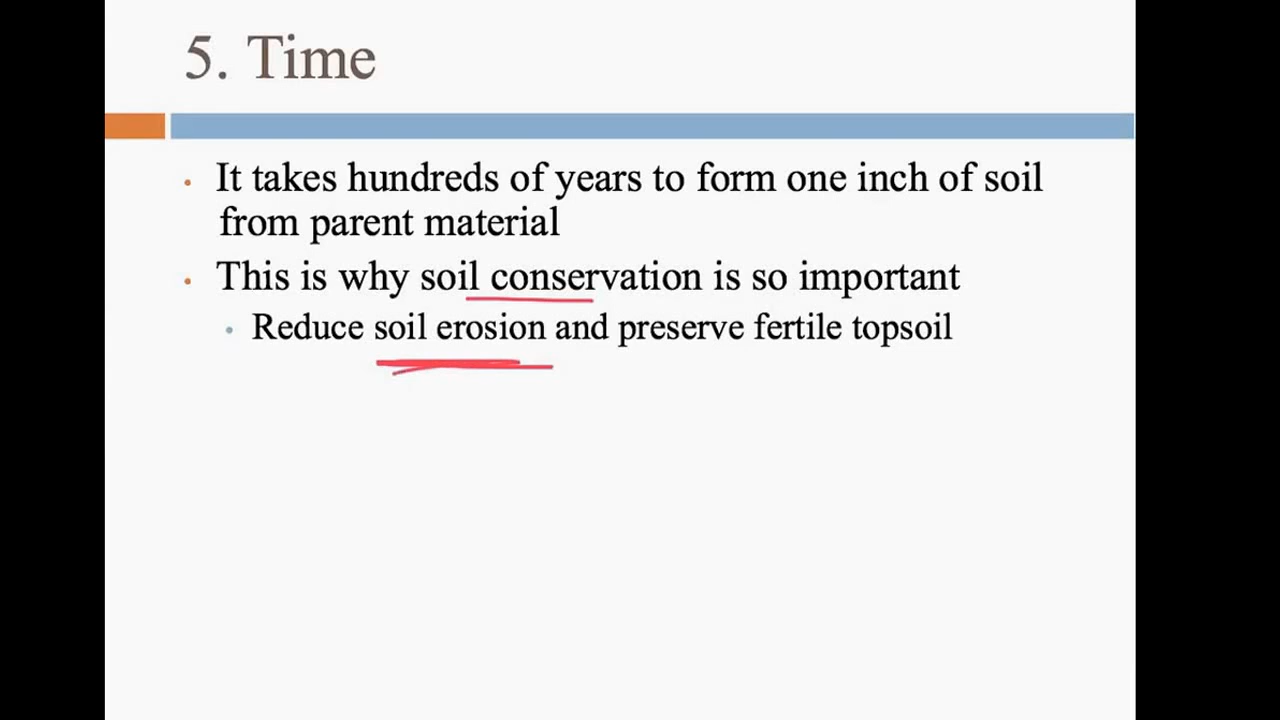 5. Time
• It takes hundreds of years to form one inch of soil
from parent material
• This is why soil conservation is so important
• Reduce soil erosion and preserve fertile topsoil